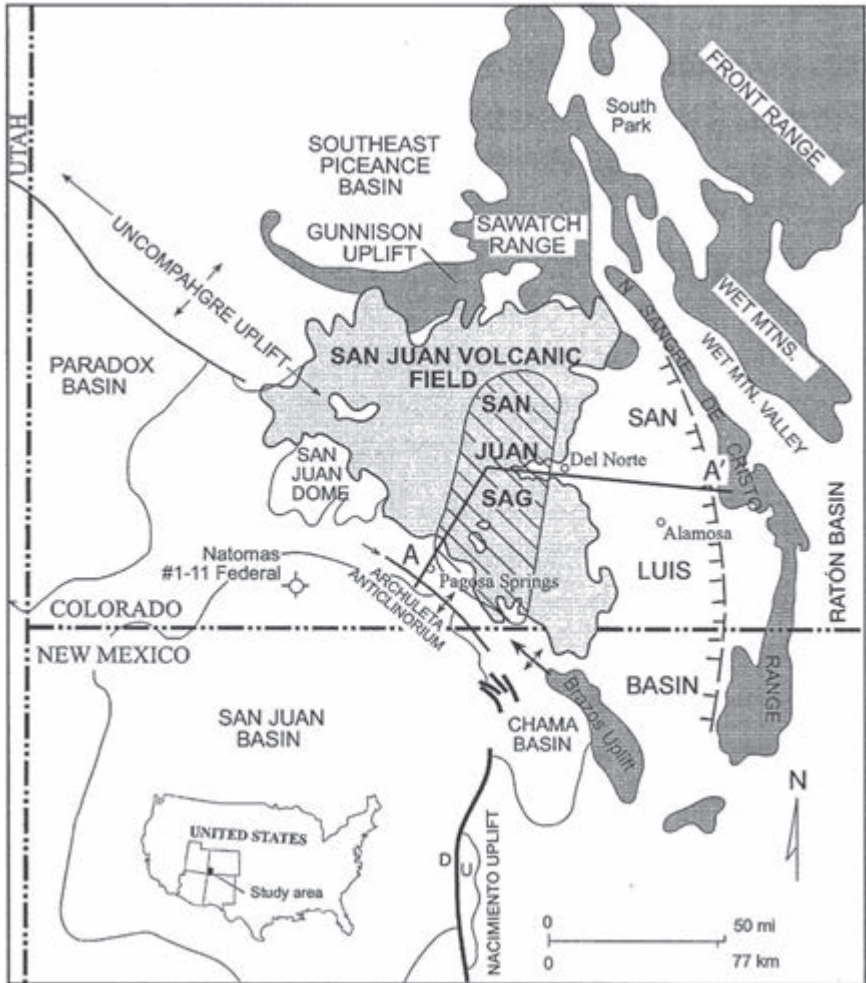 FRONT RANGE
South
Park
UTAH
SOUTHEAST
PICEANCE
BASIN
GUNNISON
UPLIFT
SAWATCH
RANGE
UNCOMPAHGRE UPLIFT
WET MTNS.
WET MTN. VALLEY
N
SANGRE
DE
CRISTO
RANGE
PARADOX
BASIN
SAN JUAN VOLCANIC
FIELD
SAN
JUAN
SAG
SAN
LUIS
BASIN
SAN
JUAN
DOME
Del Norte
A'
Alamosa
RATÓN BASIN
A
Natomas
#1-11 Federal
Pagosa Springs
ARCHULETA
ANTICLINORIUM
COLORADO
NEW MEXICO
Brazos Uplift
SAN JUAN
BASIN
CHAMA
BASIN
N
UNITED STATES
Study area
D
U
NACIMIENTO UPLIFT
0 50 mi
0 77 km